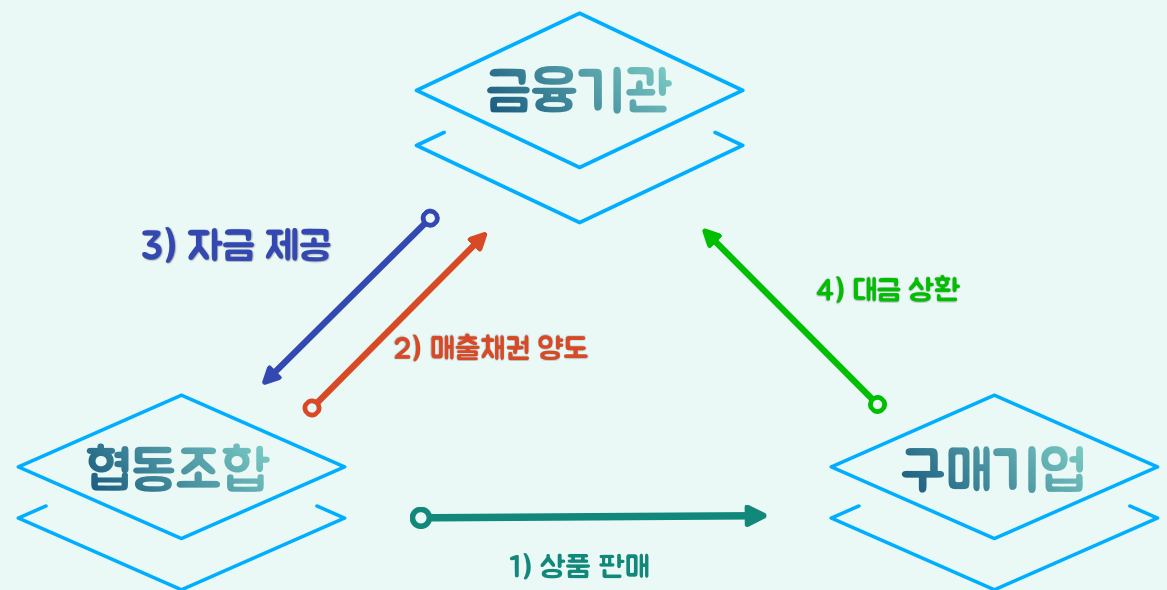 금융기관
3) 자금 제공
4) 대금 상환
2) 매출채권 양도
협동조합
구매기업
1) 상품 판매